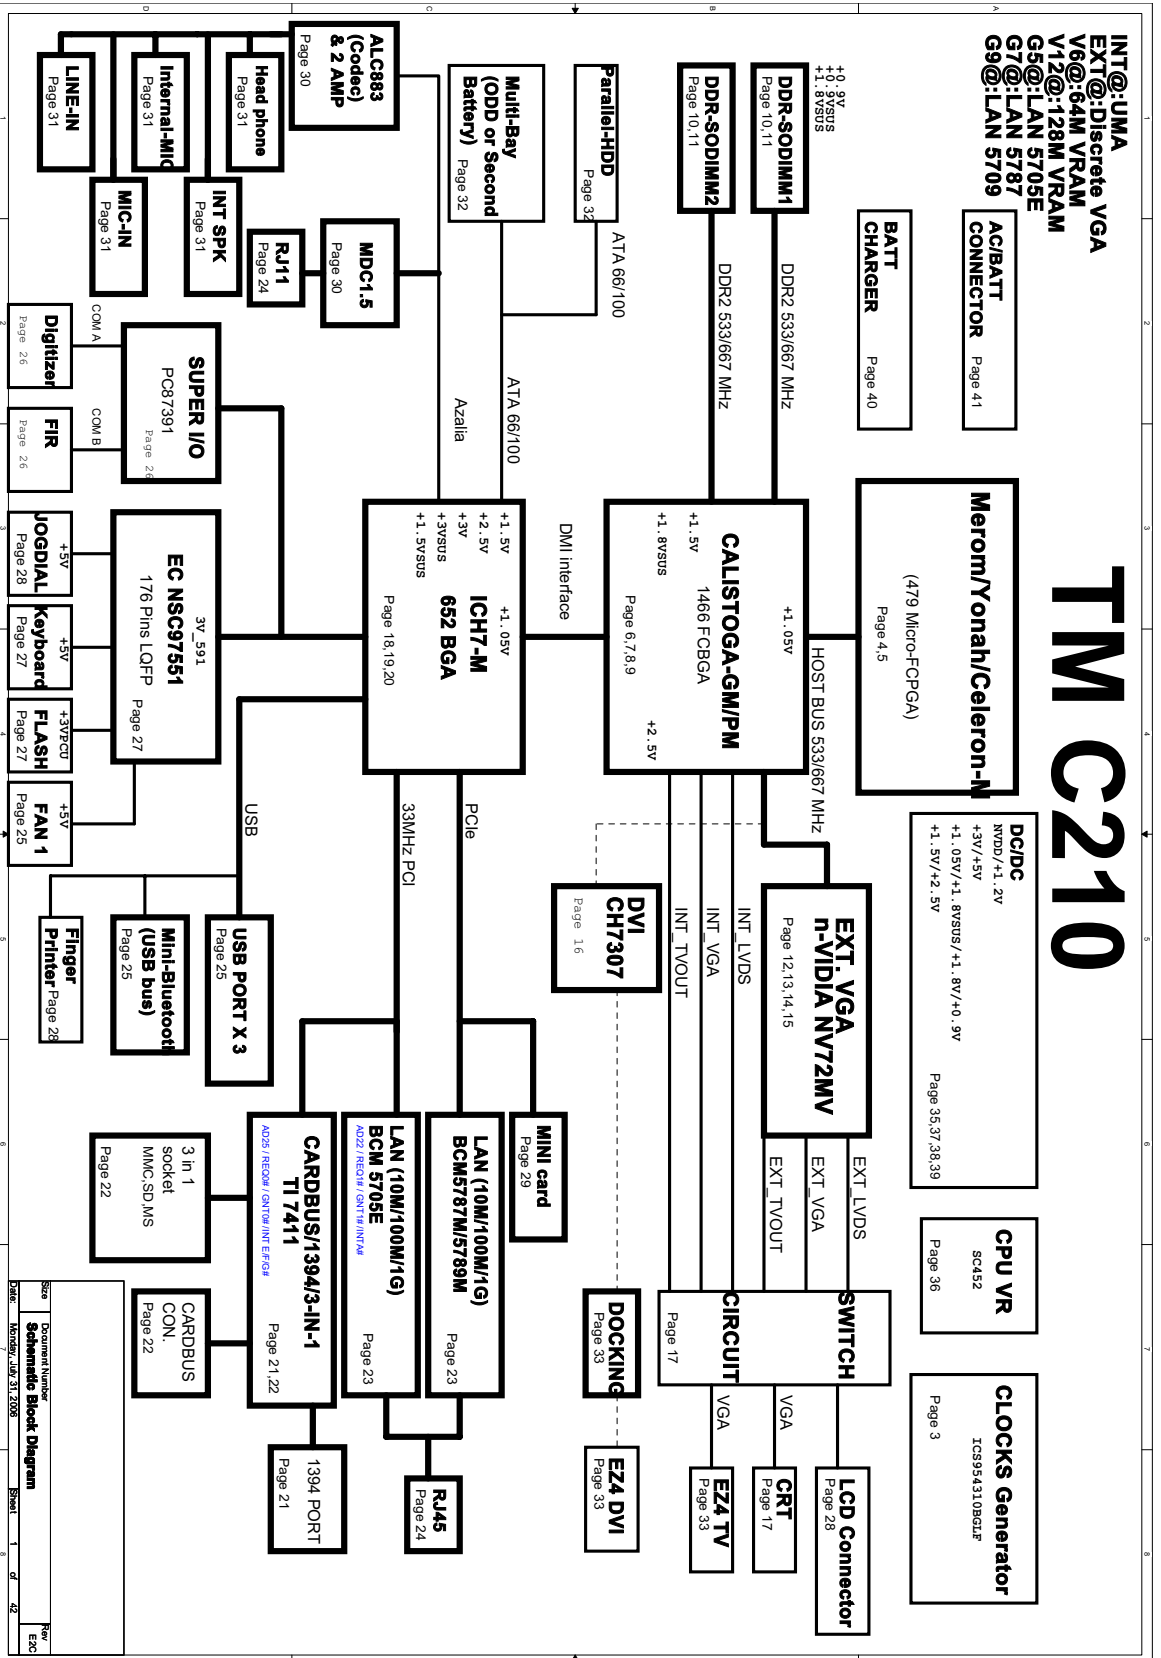 TM C210
INT@:UMA
EXT@:Discrete VGA
V6@:64M VRAM
V12@:128M VRAM
G5@:LAN 5705E
G7@:LAN 5787
G9@:LAN 5709
AC/BATT
CONNECTOR Page 41
BATT
CHARGER Page 40
Merom/Yonah/Celeron-M
(479 Micro-FCPGA)
Page 4,5
DC/DC
NVDD/+1.2V
+3V/+5V
+1.05V/+1.8VSUS/+1.8V/+0.9V
+1.5V/+2.5V
Page 35,37,38,39
CPU VR
SC452
Page 36
CLOCKS Generator
ICS954310BGLF
Page 3
+0.9V
+0.9VSUS
+1.8VSUS
DDR-SODIMM1
Page 10,11
DDR2 533/667 MHz
DDR-SODIMM2
Page 10,11
DDR2 533/667 MHz
HOST BUS 533/667 MHz
+1.05V
CALISTOGA-GM/PM
1466 FCBGA
+1.5V
+1.8VSUS
+2.5V
Page 6,7,8,9
EXT. VGA
n-VIDIA NV72MV
Page 12,13,14,15
INT_LVDS
INT_VGA
INT_TVOUT
EXT_LVDS
EXT_VGA
EXT_TVOUT
SWITCH
CIRCUIT
Page 17
LCD Connector
Page 28
VGA
CRT
Page 17
VGA
EZ4 TV
Page 33
DVI
CH7307
Page 16
DOCKING
Page 33
EZ4 DVI
Page 33
DMI interface
Parallel-HDD
Page 32
ATA 66/100
Multi-Bay
(ODD or Second
Battery) Page 32
ATA 66/100
Azalia
+1.5V
+2.5V
+3V
+3VSUS
+1.5VSUS
+1.05V
ICH7-M
652 BGA
Page 18,19,20
PCIe
33MHz PCI
USB
MINI card
Page 29
LAN (10M/100M/1G)
BCM5787M/5789M
Page 23
LAN (10M/100M/1G)
BCM 5705E
AD22 / REQ1# / GNT1# /INTA#
Page 23
RJ45
Page 24
CARDBUS/1394/3-IN-1
TI 7411
AD25 / REQ0# / GNT0# /INT E/F/G#
Page 21,22
1394 PORT
Page 21
3 in 1
socket
MMC,SD,MS
Page 22
CARDBUS
CON.
Page 22
ALC883
(Codec)
& 2 AMP
Page 30
MDC1.5
Page 30
RJ11
Page 24
Head phone
Page 31
INT SPK
Page 31
Internal-MIC
Page 31
MIC-IN
Page 31
LINE-IN
Page 31
SUPER I/O
PC87391
Page 26
COM A
Digitizer
Page 26
COM B
FIR
Page 26
3V_591
EC NSC97551
176 Pins LQFP
Page 27
+5V
JOGDIAL
Page 28
+5V
Keyboard
Page 27
+3VPCU
FLASH
Page 27
+5V
FAN 1
Page 25
USB PORT X 3
Page 25
Mini-Bluetooth
(USB bus)
Page 25
Finger
Printer Page 28
Size
Document Number
Rev
Schematic Block Diagram
E2C
Date: Monday, July 31, 2006
Sheet 1 of 42